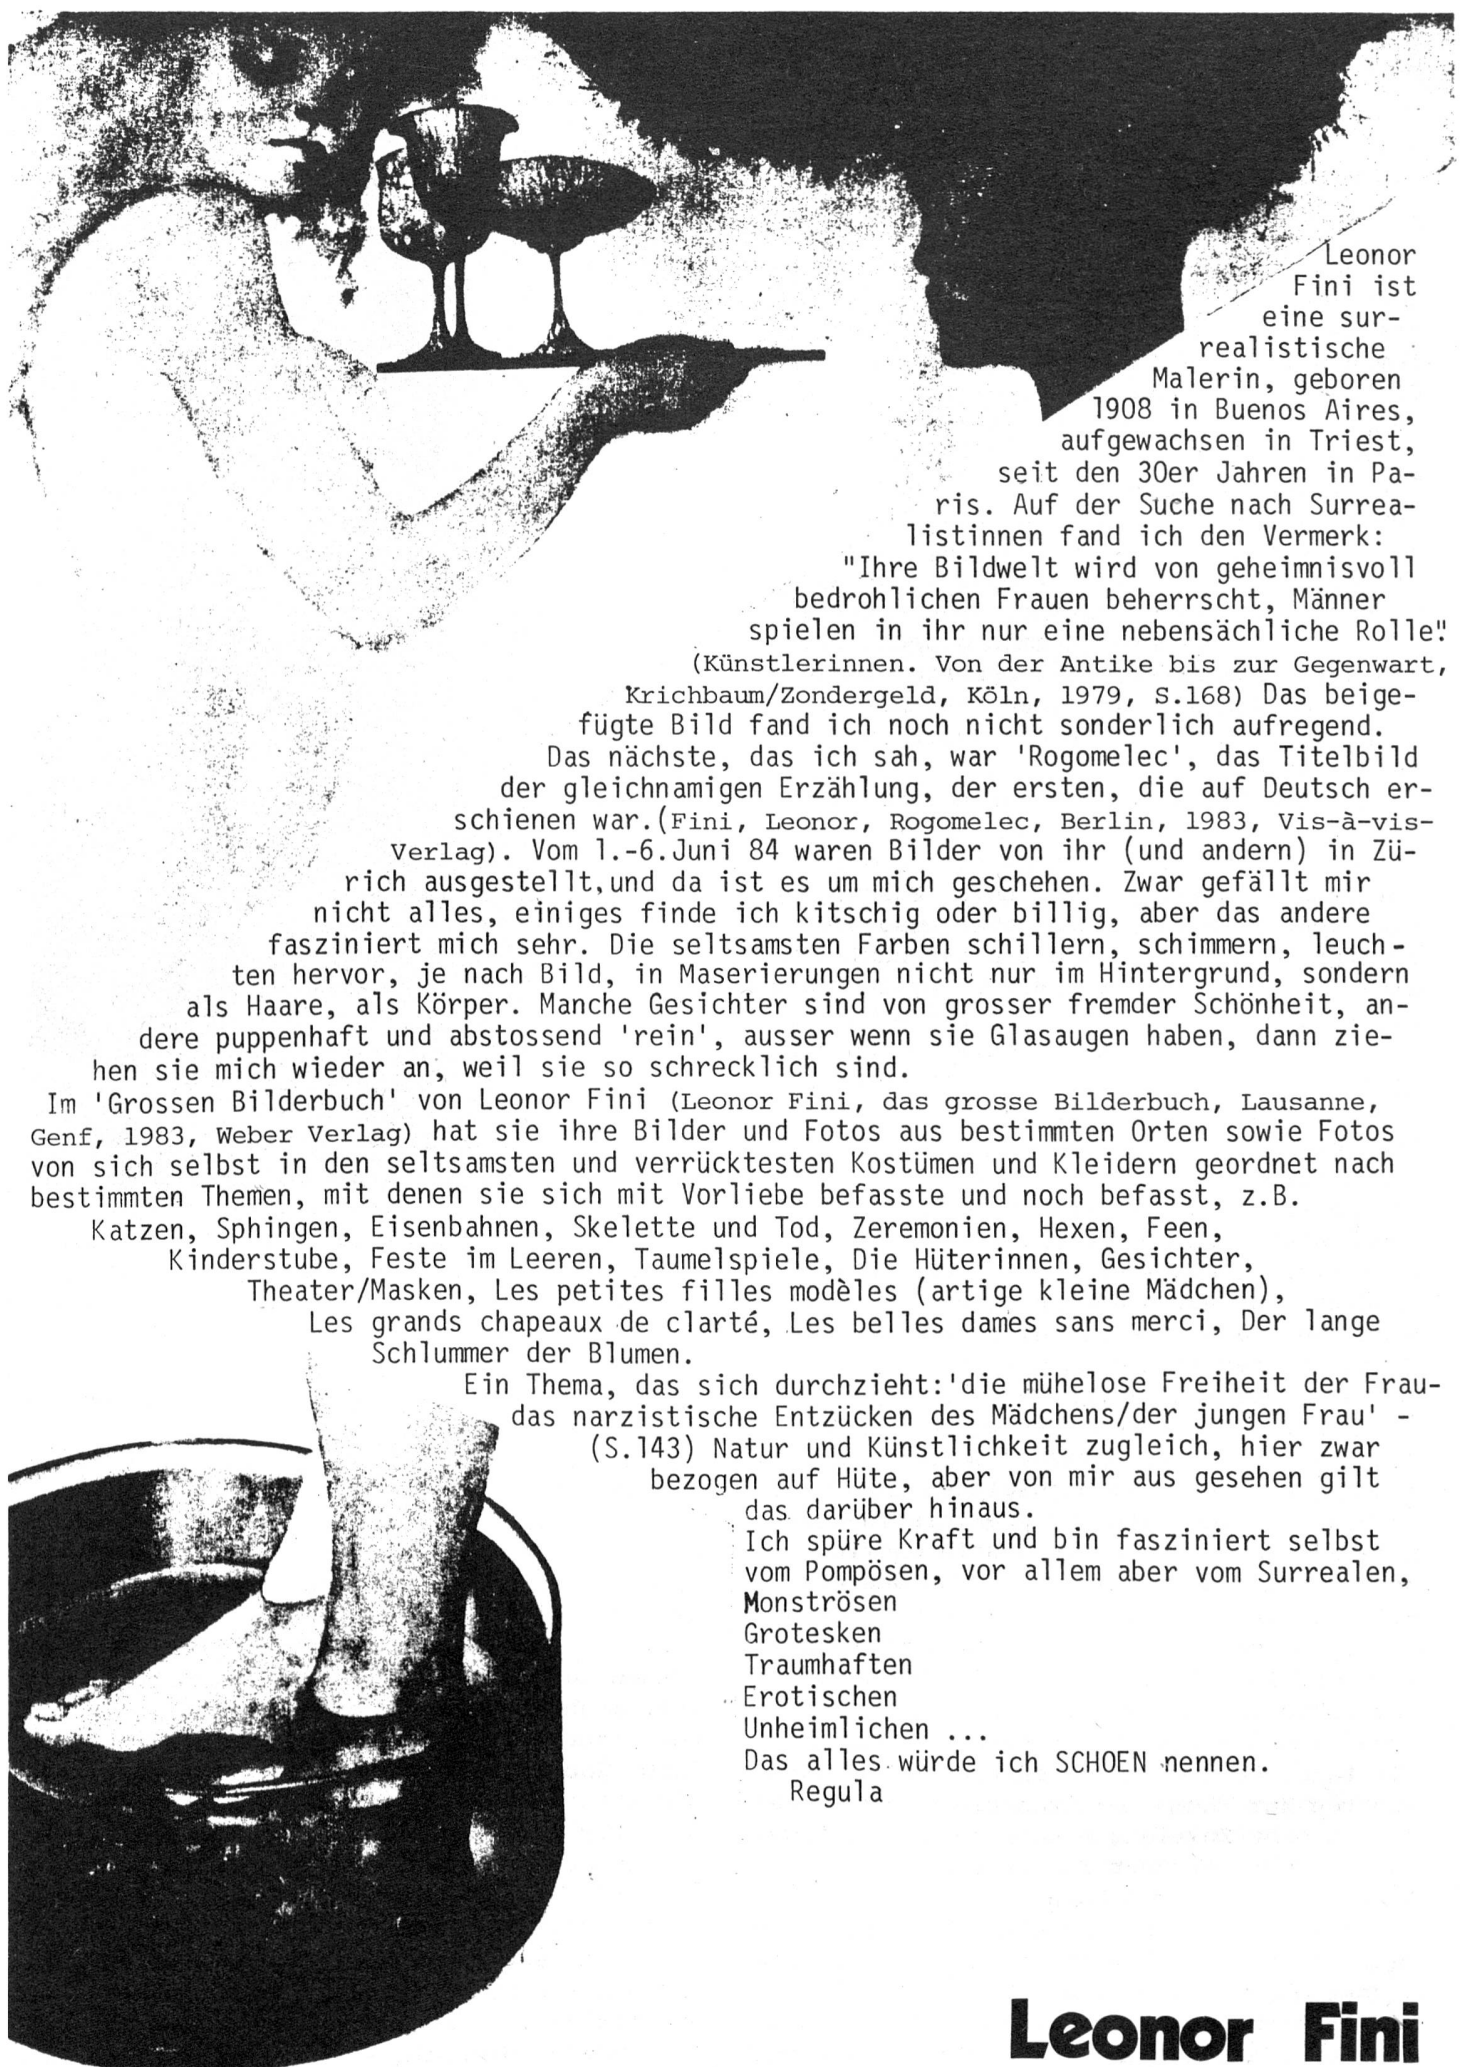 Leonor
Fini ist
eine sur-
realistische
Malerin, geboren
1908 in Buenos Aires,
aufgewachsen in Triest,
seit den 30er Jahren in Pa-
ris. Auf der Suche nach Surrea-
listinnen fand ich den Vermerk:
"Ihre Bildwelt wird von geheimnisvoll
bedrohlichen Frauen beherrscht, Männer
spielen in ihr nur eine nebensächliche Rolle."
(Künstlerinnen. Von der Antike bis zur Gegenwart,
Krichbaum/Zondergeld, Köln, 1979, S.168) Das beige-
fügte Bild fand ich noch nicht sonderlich aufregend.
Das nächste, das ich sah, war 'Rogomelec', das Titelbild
der gleichnamigen Erzählung, der ersten, die auf Deutsch er-
schienen war.(Fini, Leonor, Rogomelec, Berlin, 1983, Vis-à-vis-
Verlag). Vom 1.-6.Juni 84 waren Bilder von ihr (und andern) in Zü-
rich ausgestellt,und da ist es um mich geschehen. Zwar gefällt mir
nicht alles, einiges finde ich kitschig oder billig, aber das andere
fasziniert mich sehr. Die seltsamsten Farben schillern, schimmern, leuch-
ten hervor, je nach Bild, in Maserierungen nicht nur im Hintergrund, sondern
als Haare, als Körper. Manche Gesichter sind von grosser fremder Schönheit, an-
dere puppenhaft und abstossend 'rein', ausser wenn sie Glasaugen haben, dann zie-
hen sie mich wieder an, weil sie so schrecklich sind.
Im 'Grossen Bilderbuch' von Leonor Fini (Leonor Fini, das grosse Bilderbuch, Lausanne,
Genf, 1983, Weber Verlag) hat sie ihre Bilder und Fotos aus bestimmten Orten sowie Fotos
von sich selbst in den seltsamsten und verrücktesten Kostümen und Kleidern geordnet nach
bestimmten Themen, mit denen sie sich mit Vorliebe befasste und noch befasst, z.B.
Katzen, Sphingen, Eisenbahnen, Skelette und Tod, Zeremonien, Hexen, Feen,
Kinderstube, Feste im Leeren, Taumelspiele, Die Hüterinnen, Gesichter,
Theater/Masken, Les petites filles modèles (artige kleine Mädchen),
Les grands chapeaux de clarté, Les belles dames sans merci, Der lange
Schlummer der Blumen.
Ein Thema, das sich durchzieht:'die mühelose Freiheit der Frau-
das narzistische Entzücken des Mädchens/der jungen Frau' -
(S.143) Natur und Künstlichkeit zugleich, hier zwar
bezogen auf Hüte, aber von mir aus gesehen gilt
das darüber hinaus.
Ich spüre Kraft und bin fasziniert selbst
vom Pompösen, vor allem aber vom Surrealen,
Monströsen
Grotesken
Traumhaften
Erotischen
Unheimlichen ...
Das alles würde ich SCHOEN nennen.
Regula
Leonor Fini